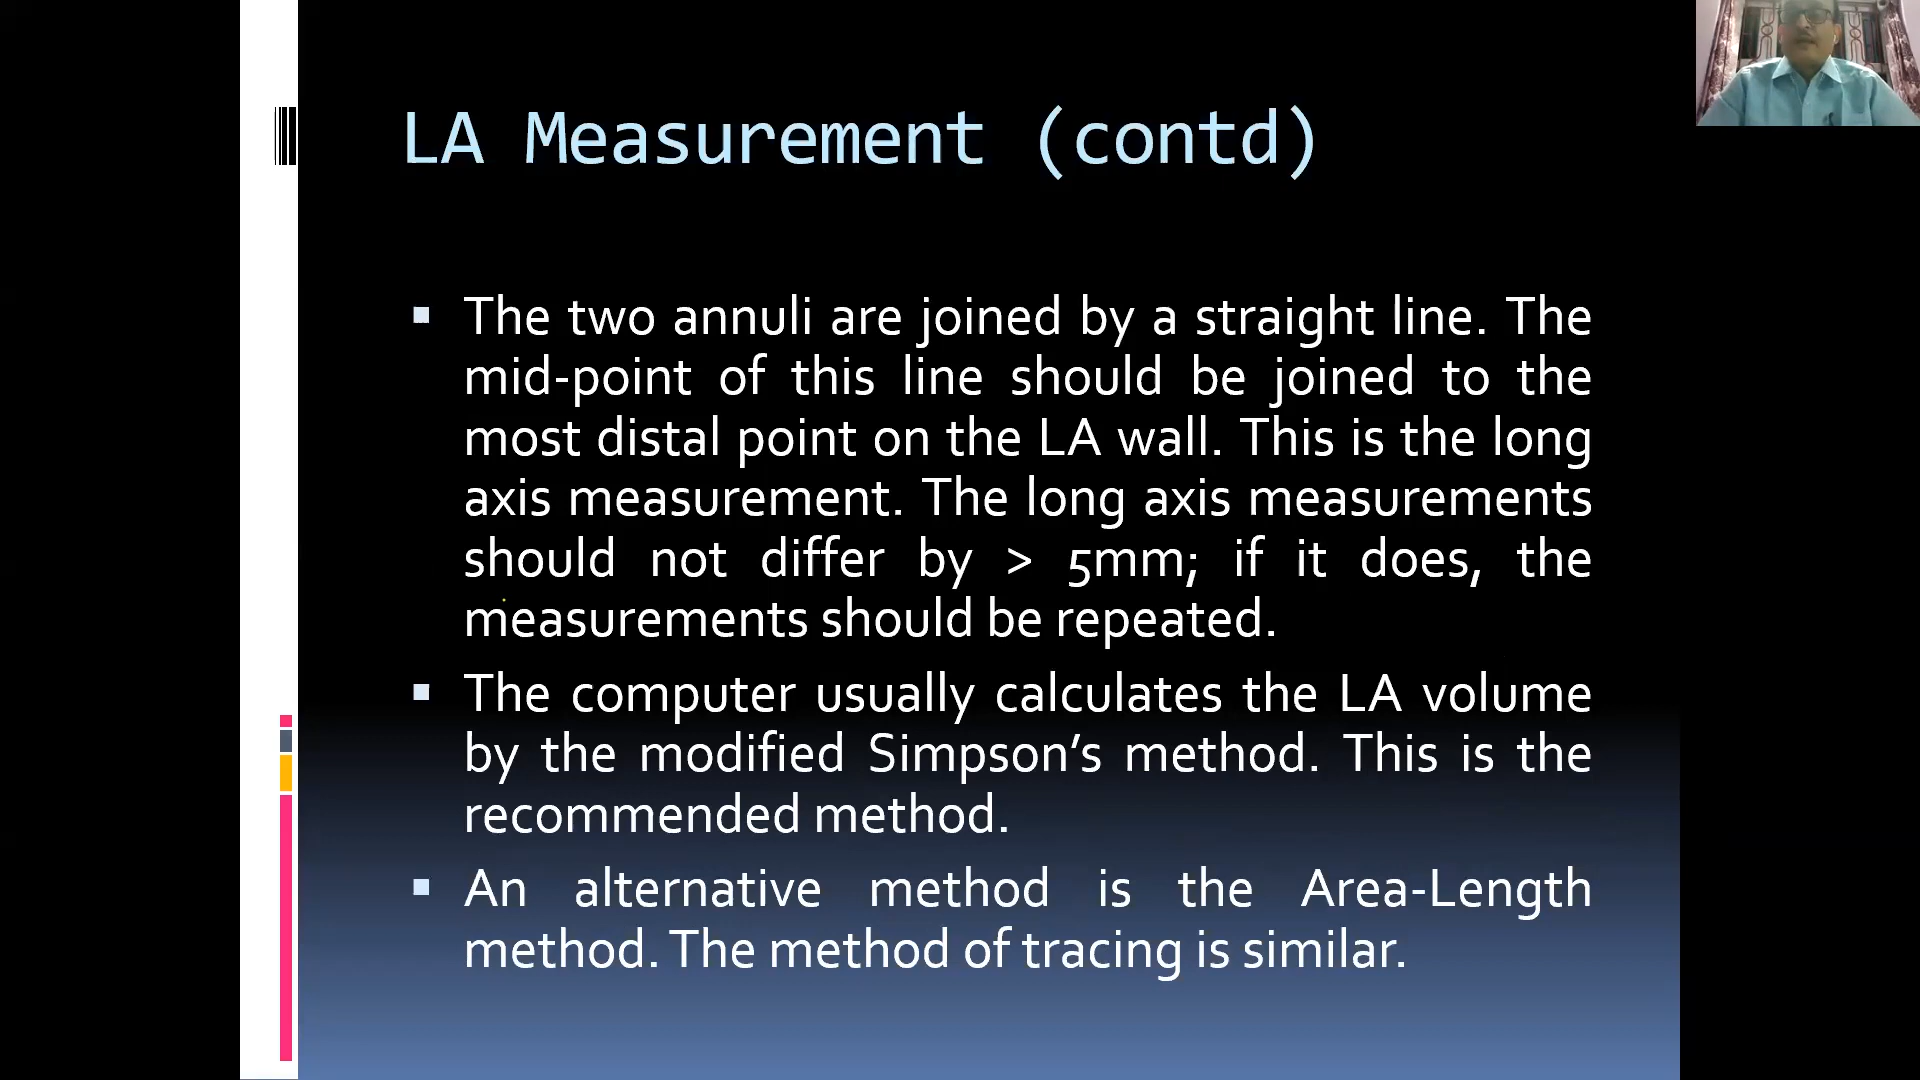 LA Measurement (contd)
The two annuli are joined by a straight line. The
mid-point of this line should be joined to the
most distal point on the LA wall. This is the long
axis measurement. The long axis measurements
should not differ by > 5mm; if it does, the
measurements should be repeated.
The computer usually calculates the LA volume
by the modified Simpson’s method. This is the
recommended method.
An alternative method is the Area-Length
method. The method of tracing is similar.